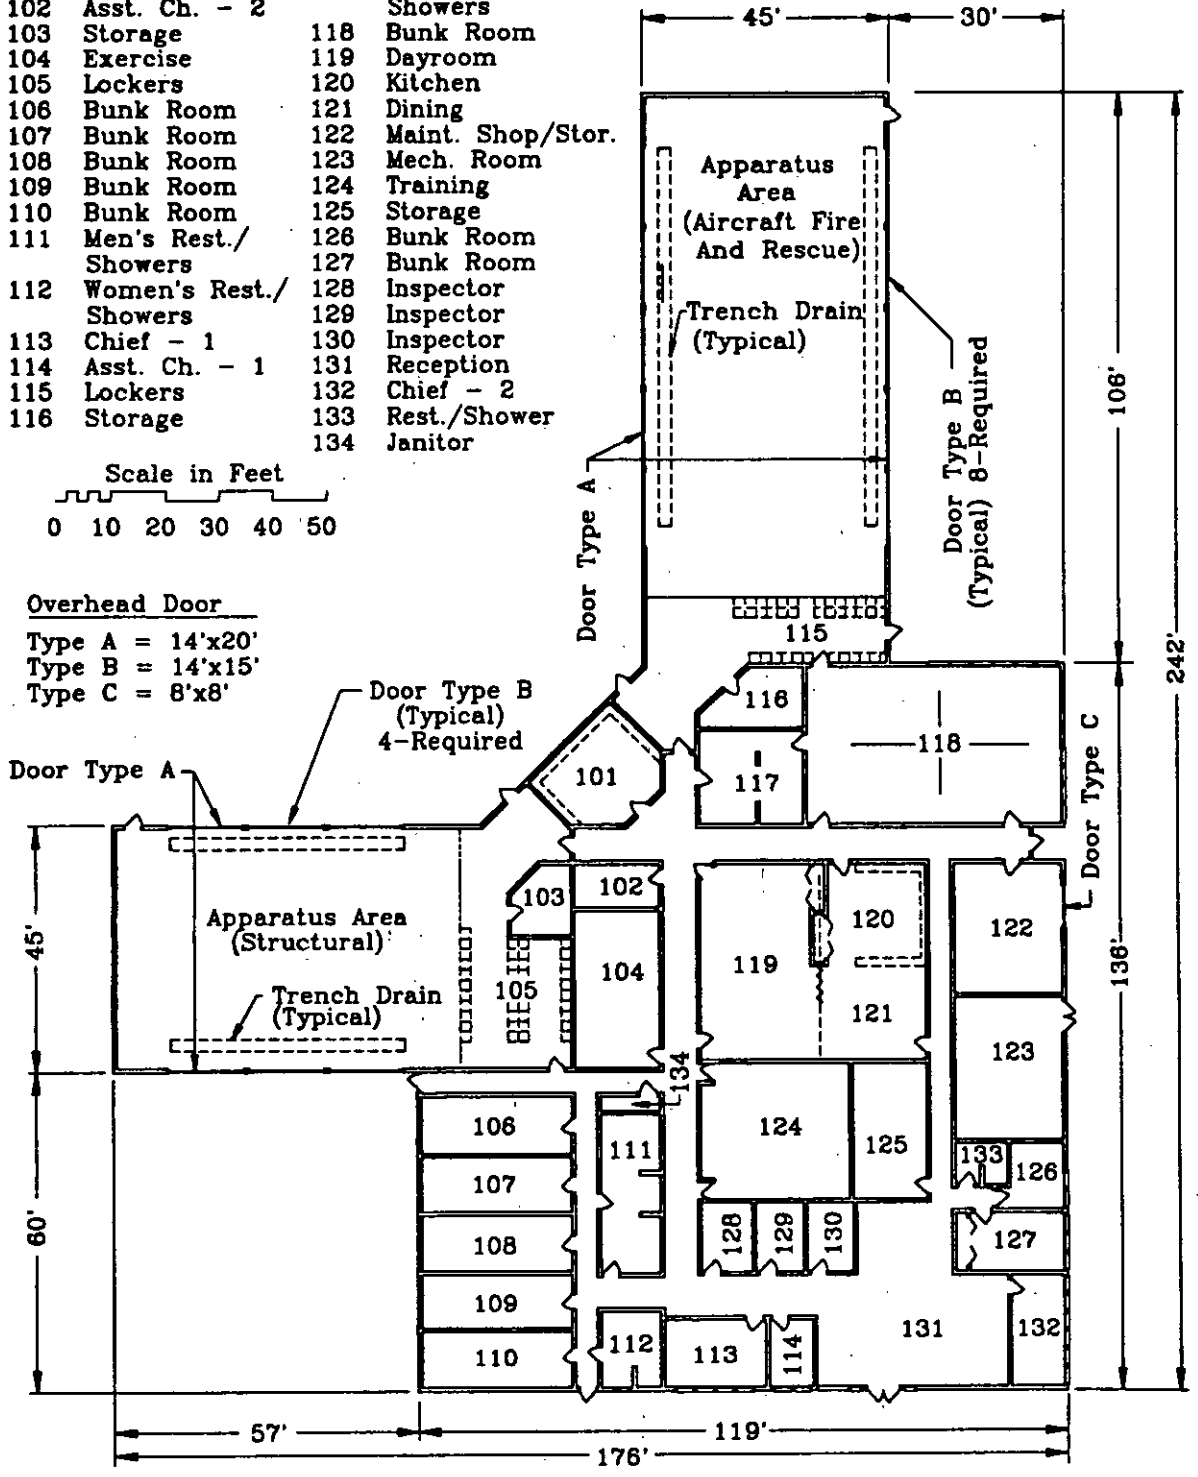 102 Asst. Ch. - 2
103 Storage
104 Exercise
105 Lockers
106 Bunk Room
107 Bunk Room
108 Bunk Room
109 Bunk Room
110 Bunk Room
111 Men's Rest./
Showers
112 Women's Rest./
Showers
113 Chief - 1
114 Asst. Ch. - 1
115 Lockers
116 Storage
Showers
118 Bunk Room
119 Dayroom
120 Kitchen
121 Dining
122 Maint. Shop/Stor.
123 Mech. Room
124 Training
125 Storage
126 Bunk Room
127 Bunk Room
128 Inspector
129 Inspector
130 Inspector
131 Reception
132 Chief - 2
133 Rest./Shower
134 Janitor
Scale in Feet
0 10 20 30 40 50
Overhead Door
Type A = 14'x20'
Type B = 14'x15'
Type C = 8'x8'
45'
30'
Apparatus
Area
(Aircraft Fire
And Rescue)
Trench Drain
(Typical)
Door Type B
(Typical) 8-Required
106'
242'
Door Type A
115
116
117
118
Door Type C
Door Type B
(Typical)
4-Required
Door Type A
101
102
103
104
105
Apparatus Area
(Structural)
Trench Drain
(Typical)
45'
119
120
121
122
123
136'
134
124
125
106
107
108
109
110
111
112
113
114
128
129
130
131
132
133
126
127
60'
57'
119'
176'